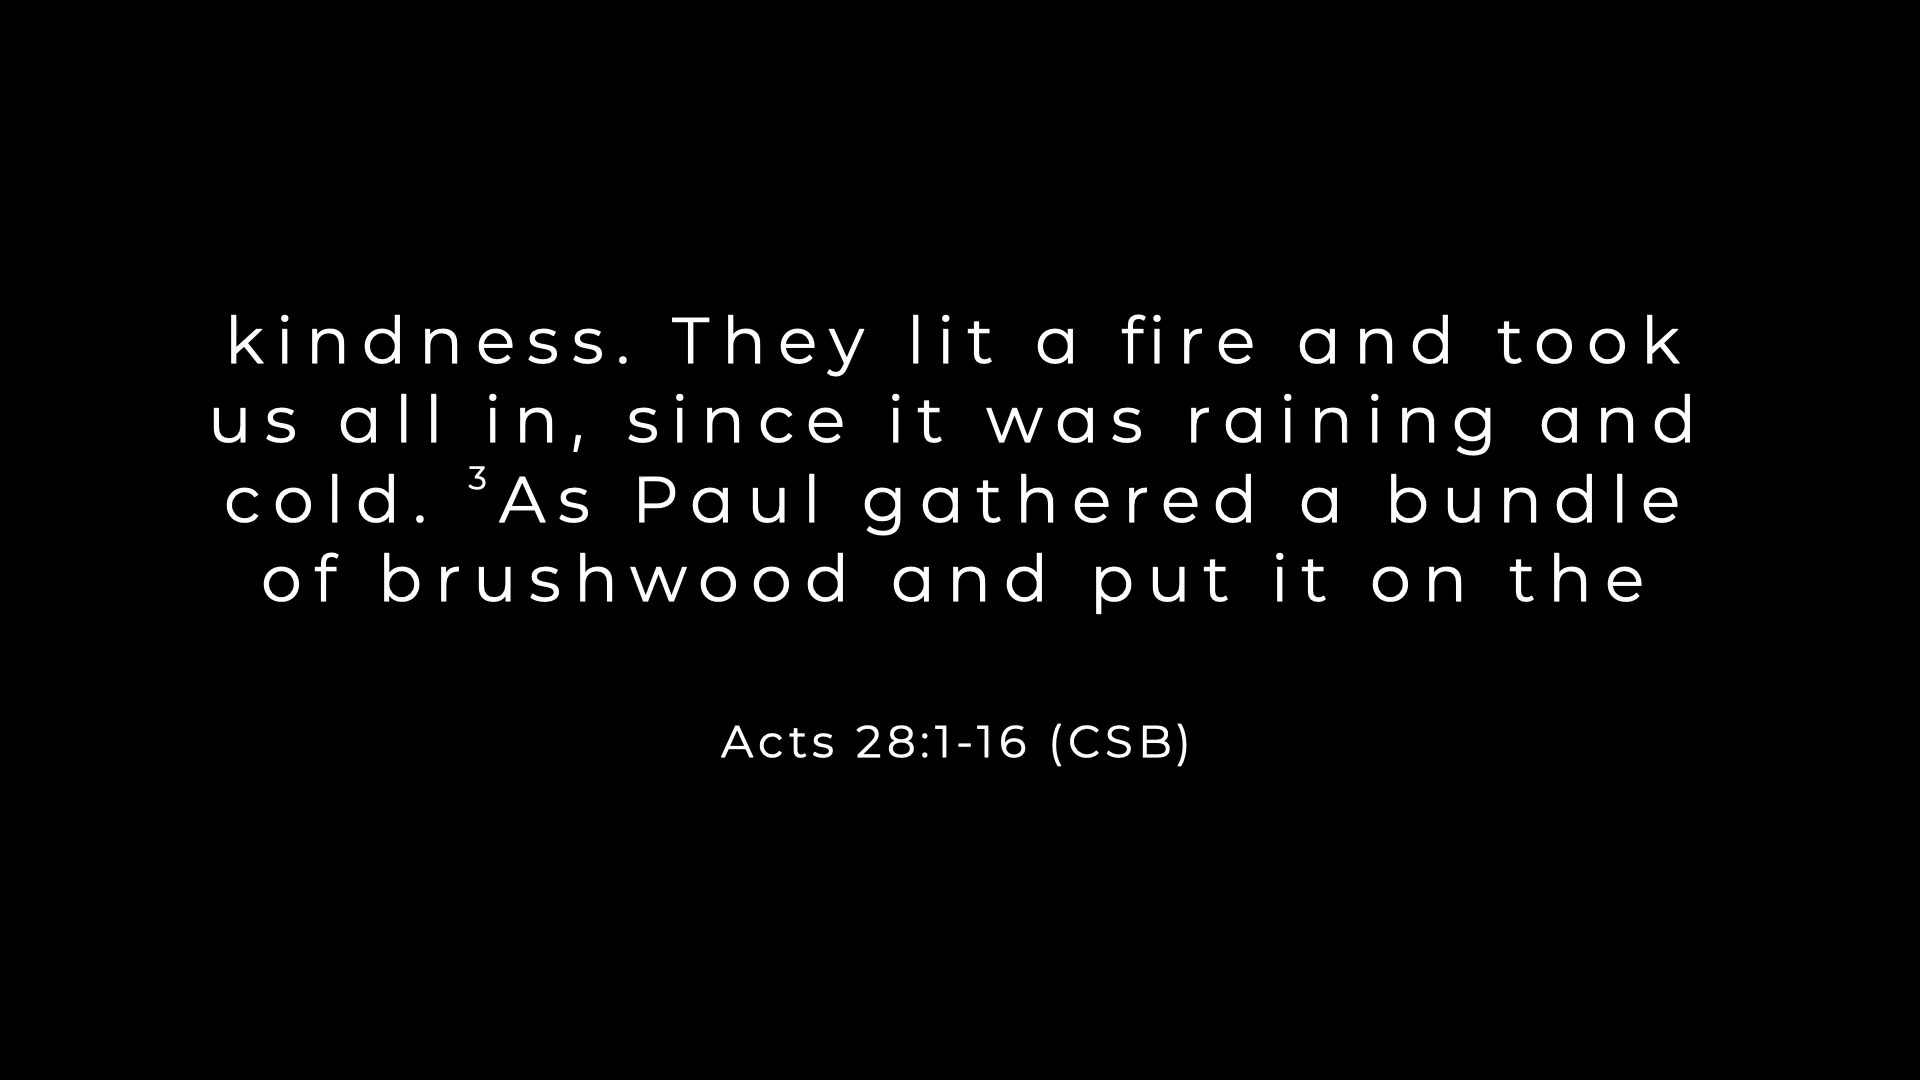 kindness. They lit a fire and took
us all in, since it was raining and
cold. ³As Paul gathered a bundle
of brushwood and put it on the
Acts 28:1-16 (CSB)